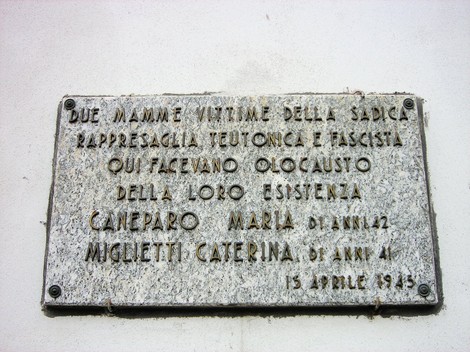 DUE MAMME VITTIME DELLA SADICA
RAPPRESAGLIA TEUTONICA E FASCISTA
QUI FACEVANO OLOCAUSTO
DELLA LORO ESISTENZA
CANEPARO MARIA DI ANNI 42
MIGLIETTI CATERINA DI ANNI 41
15 APRILE 1945